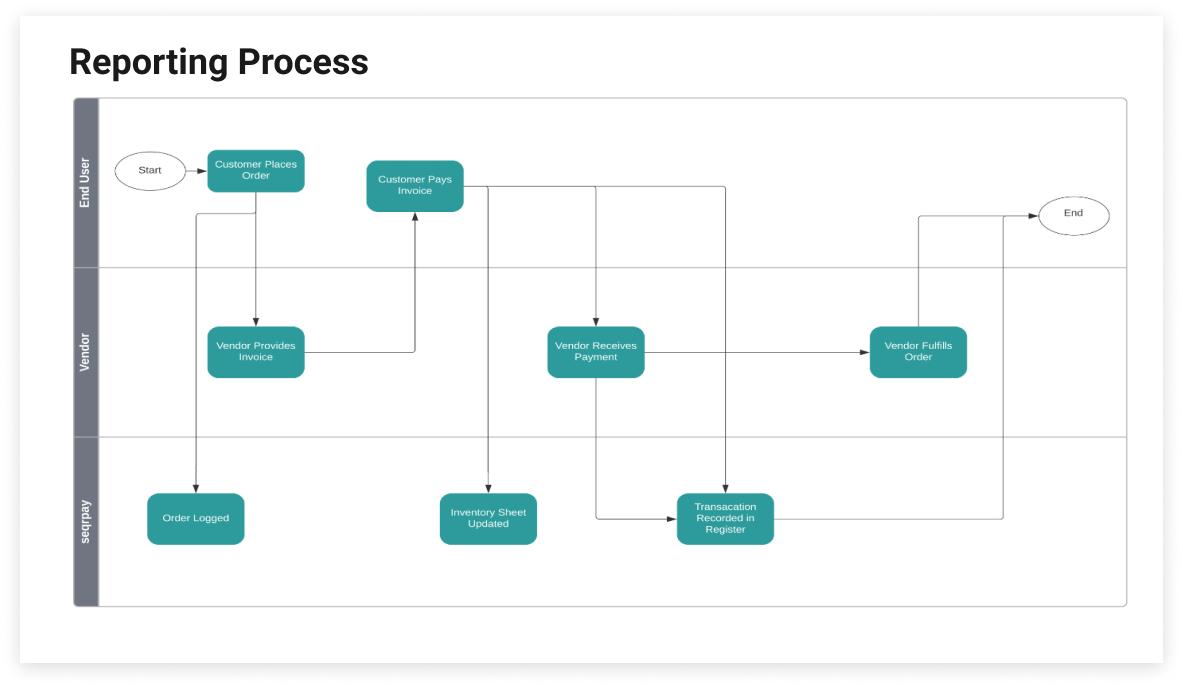 Reporting Process
End User
Start
Customer Places
Order
Customer Pays
Invoice
End
Vendor
Vendor Provides
Invoice
Vendor Receives
Payment
Vendor Fulfills
Order
seqrpay
Order Logged
Inventory Sheet
Updated
Transacation
Recorded in
Register